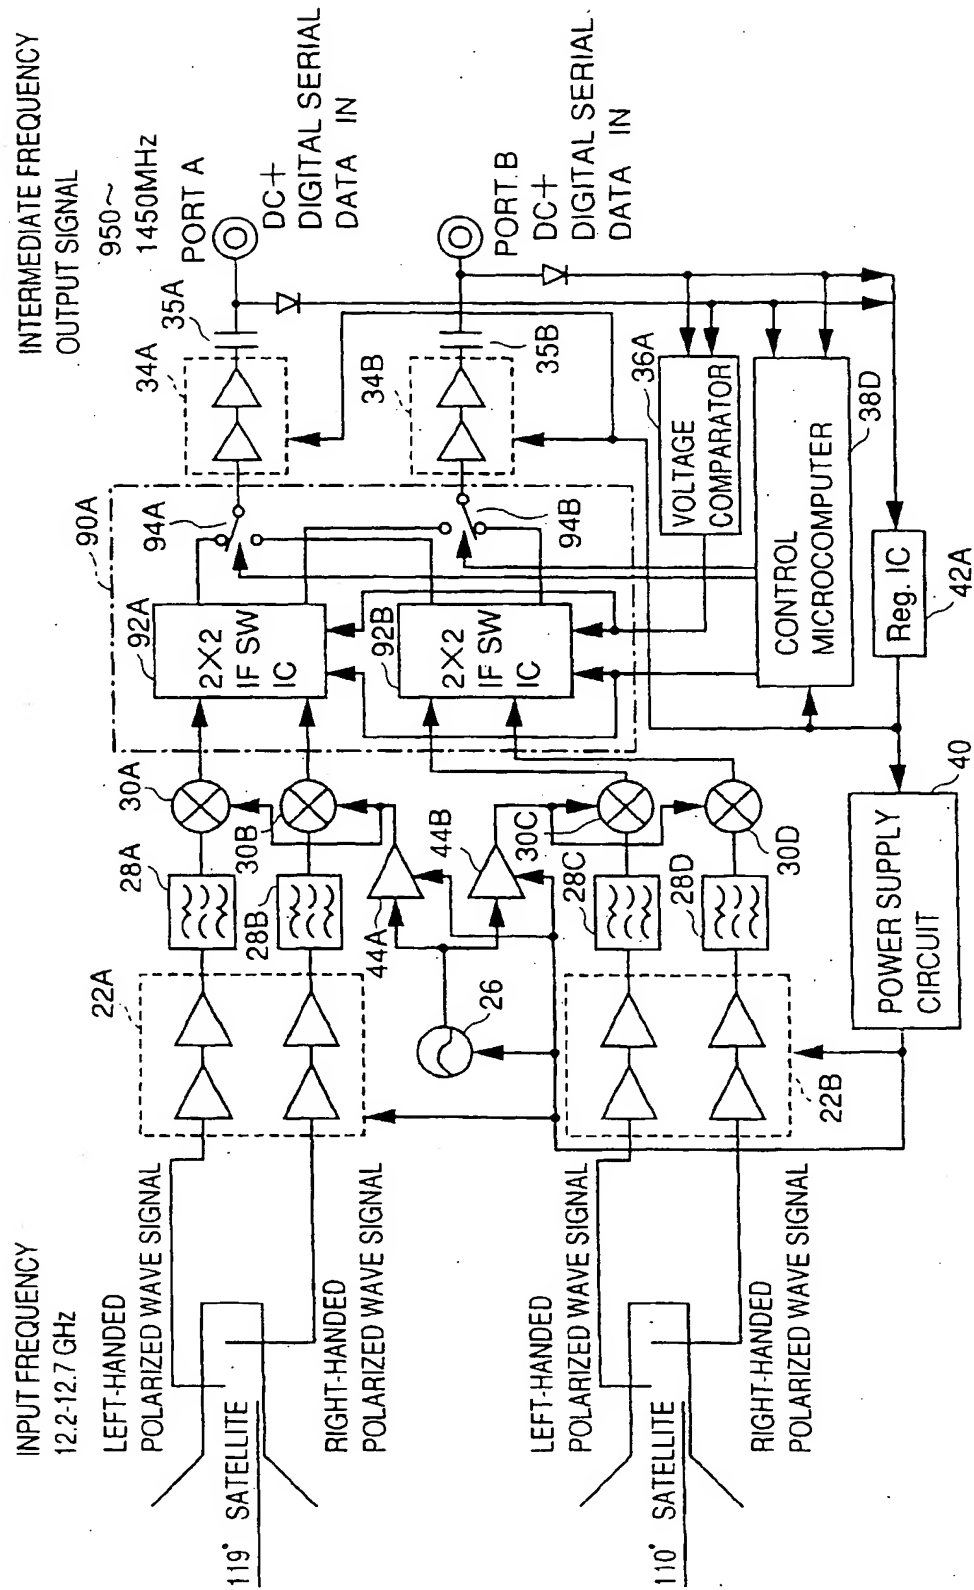 INPUT FREQUENCY
12.2-12.7 GHz
INTERMEDIATE FREQUENCY
OUTPUT SIGNAL
950~
1450MHz
LEFT-HANDED
POLARIZED WAVE SIGNAL
119° SATELLITE
RIGHT-HANDED
POLARIZED WAVE SIGNAL
22A
28A
30A
28B
30B
90A
92A
2X2
IF SW
IC
94A
34A
35A
PORT A
DC+
DIGITAL SERIAL
DATA IN
44A
44B
26
92B
2X2
IF SW
IC
94B
34B
35B
PORT B
DC+
DIGITAL SERIAL
DATA IN
LEFT-HANDED
POLARIZED WAVE SIGNAL
110° SATELLITE
RIGHT-HANDED
POLARIZED WAVE SIGNAL
22B
28C
30C
28D
30D
36A
VOLTAGE
COMPARATOR
CONTROL
MICROCOMPUTER
38D
POWER SUPPLY
CIRCUIT
40
Reg. IC
42A